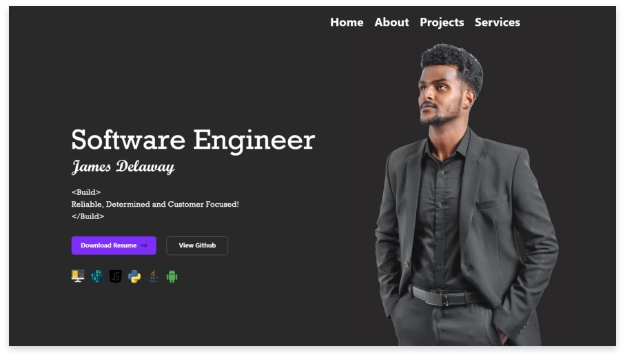 Home About Projects Services
Software Engineer
James Delaway
<Build>
Reliable, Determined and Customer Focused!
</Build>
Download Resume →
View Github
JS